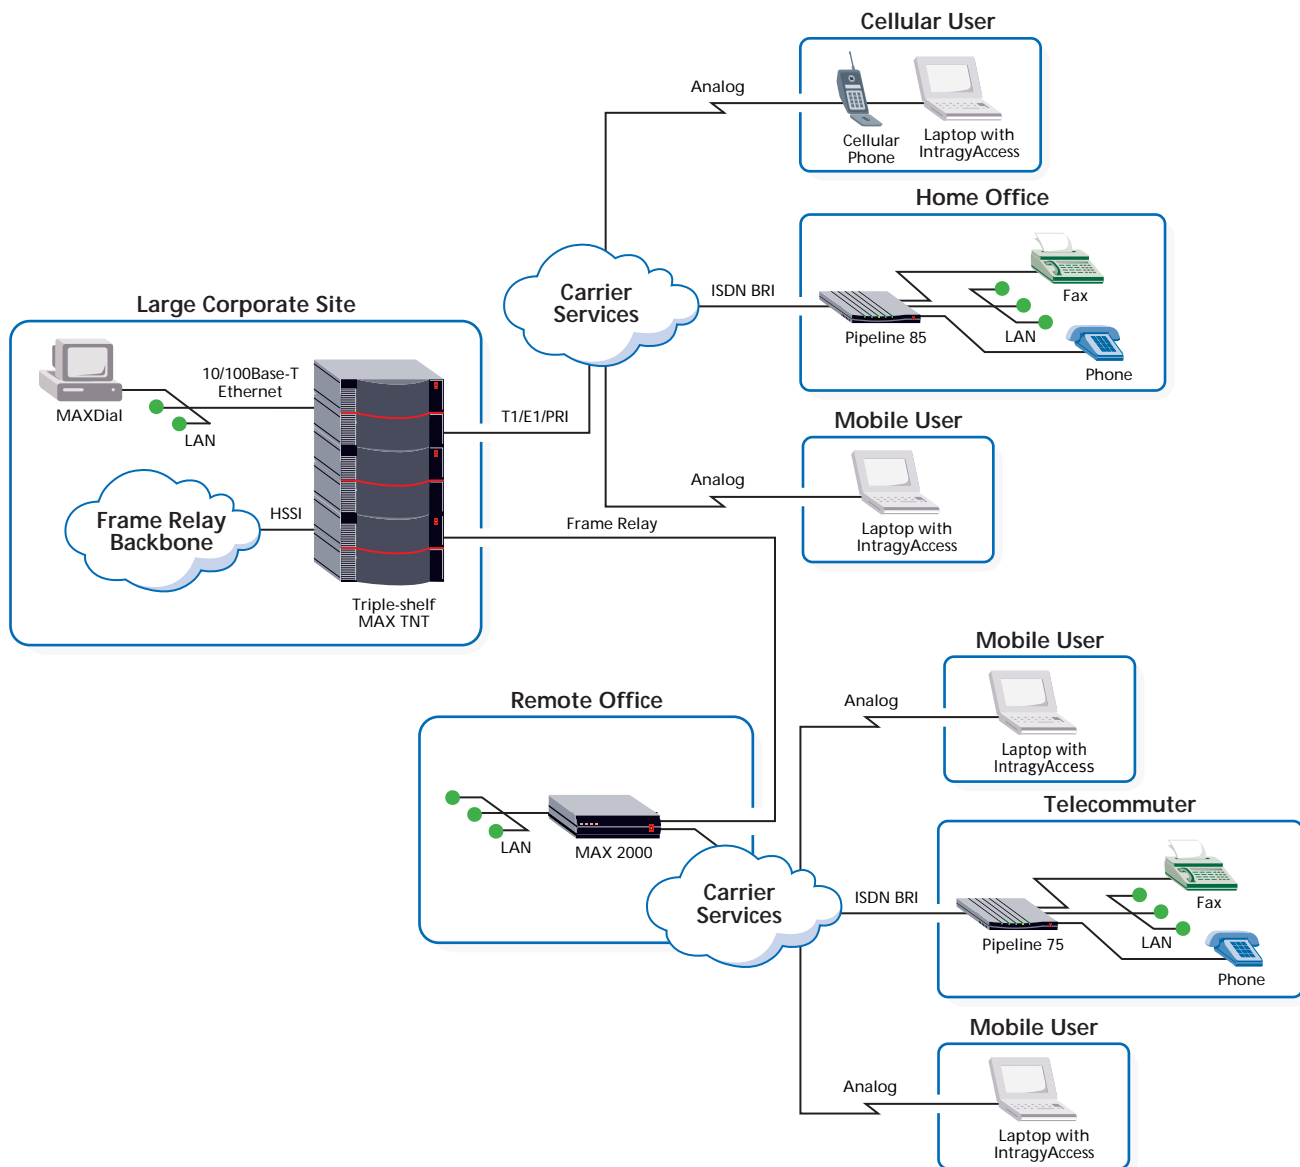 Cellular User
Analog
Cellular
Phone
Laptop with
IntragyAccess
Home Office
Carrier
Services
ISDN BRI
Pipeline 85
Fax
LAN
Phone
Large Corporate Site
MAXDial
10/100Base-T
Ethernet
LAN
T1/E1/PRI
Frame Relay
Backbone
HSSI
Triple-shelf
MAX TNT
Frame Relay
Mobile User
Analog
Laptop with
IntragyAccess
Mobile User
Analog
Laptop with
IntragyAccess
Remote Office
LAN
MAX 2000
Carrier
Services
Telecommuter
ISDN BRI
Pipeline 75
Fax
LAN
Phone
Mobile User
Analog
Laptop with
IntragyAccess